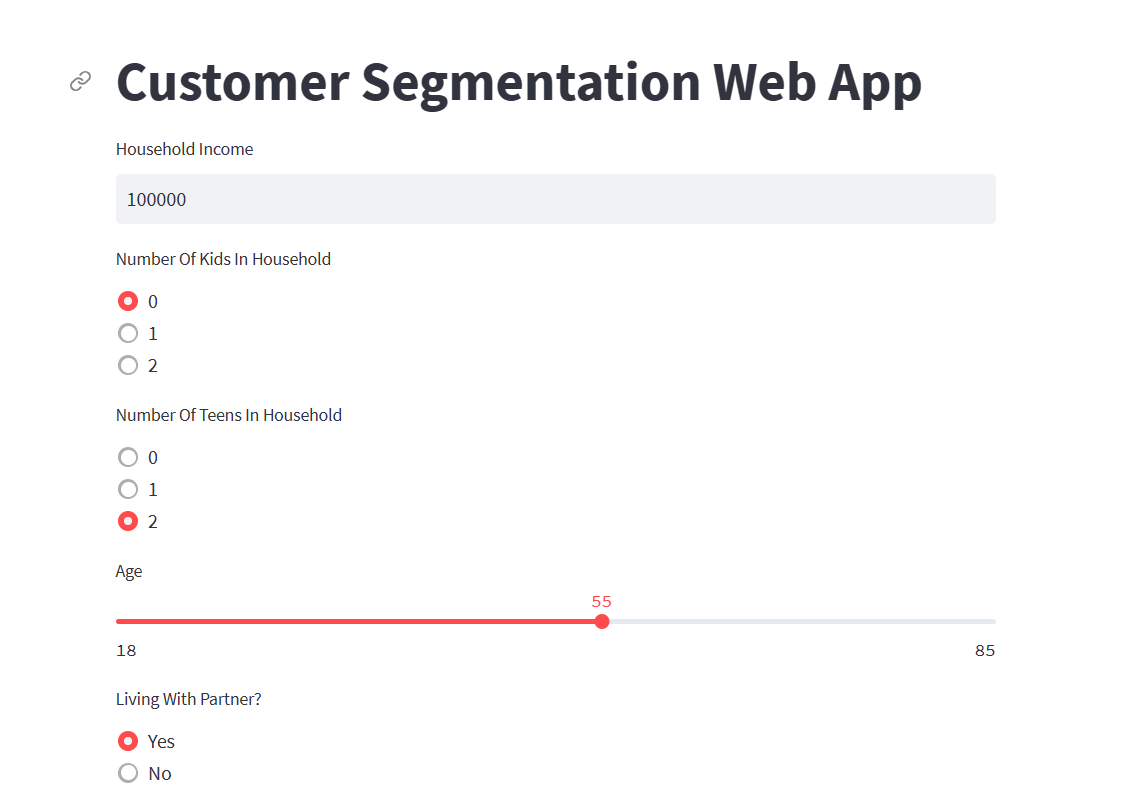 Customer Segmentation Web App
Household Income
100000
Number Of Kids In Household
0
1
2
Number Of Teens In Household
0
1
2
Age
55
18 85
Living With Partner?
Yes
No